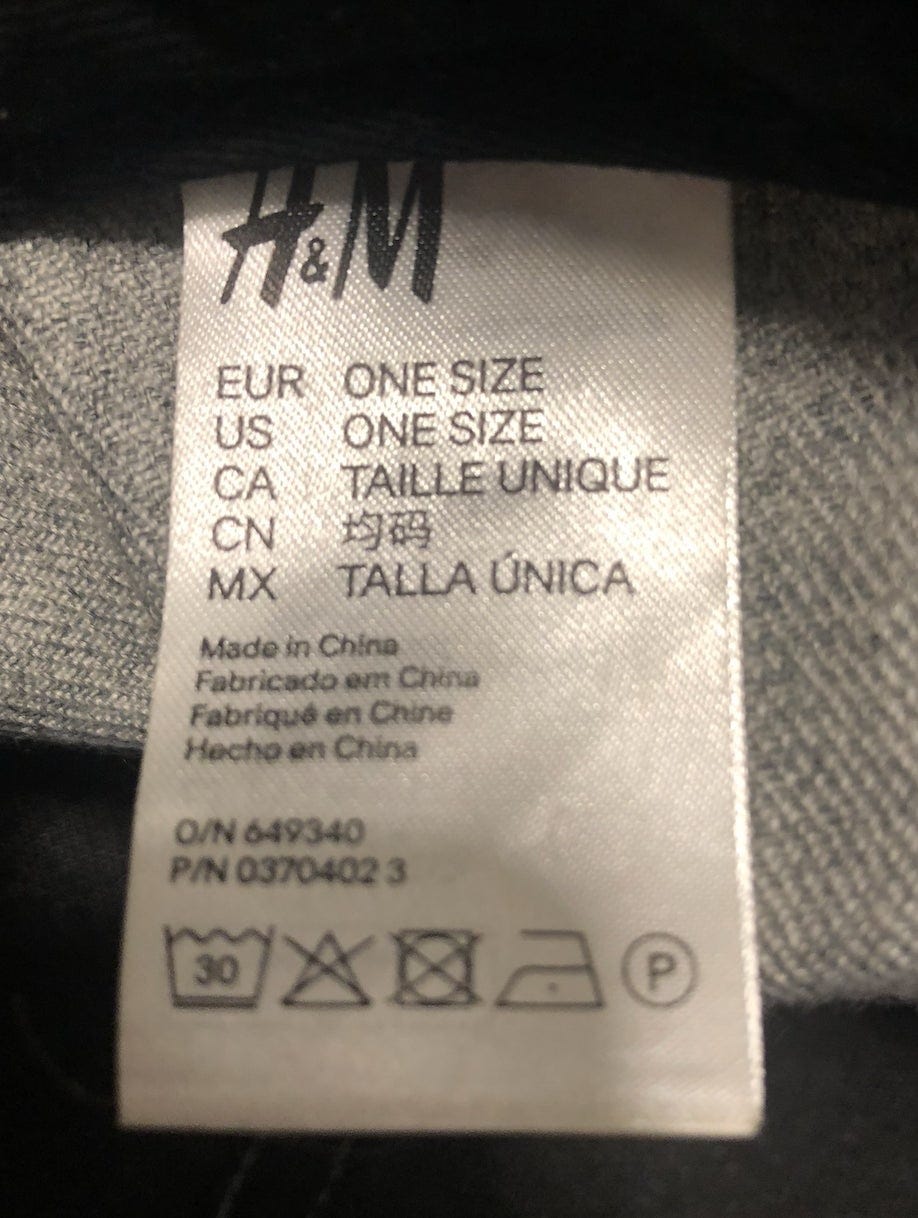 H&M
EUR ONE SIZE
US ONE SIZE
CA TAILLE UNIQUE
CN 均码
MX TALLA ÚNICA
Made in China
Fabricado em China
Fabriqué en Chine
Hecho en China
O/N 649340
P/N 0370402 3
30 P